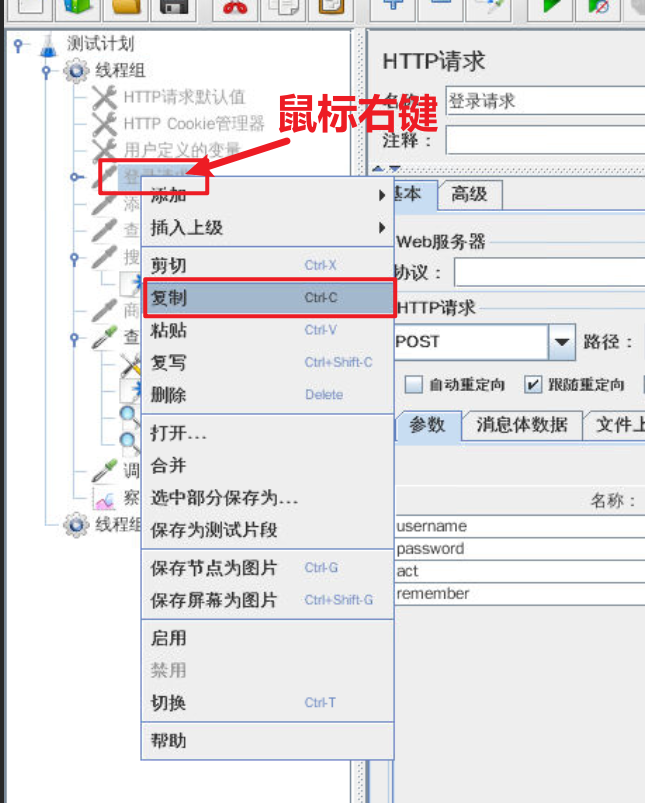 测试计划
线程组
HTTP请求默认值
HTTP Cookie管理器
用户定义的变量
鼠标右键
添
查
搜
商
查
调
察
线程组
添加
插入上级
剪切 Ctrl-X
复制 Ctrl-C
粘贴 Ctrl-V
复写 Ctrl+Shift-C
删除 Delete
打开...
合并
选中部分保存为...
保存为测试片段
保存节点为图片 Ctrl-G
保存屏幕为图片 Ctrl+Shift-G
启用
禁用
切换 Ctrl-T
帮助
HTTP请求
登录请求
注释：
基本 高级
Web服务器
协议：
HTTP请求
POST 路径：
自动重定向 跟随重定向
参数 消息体数据 文件上
名称：
username
password
act
remember